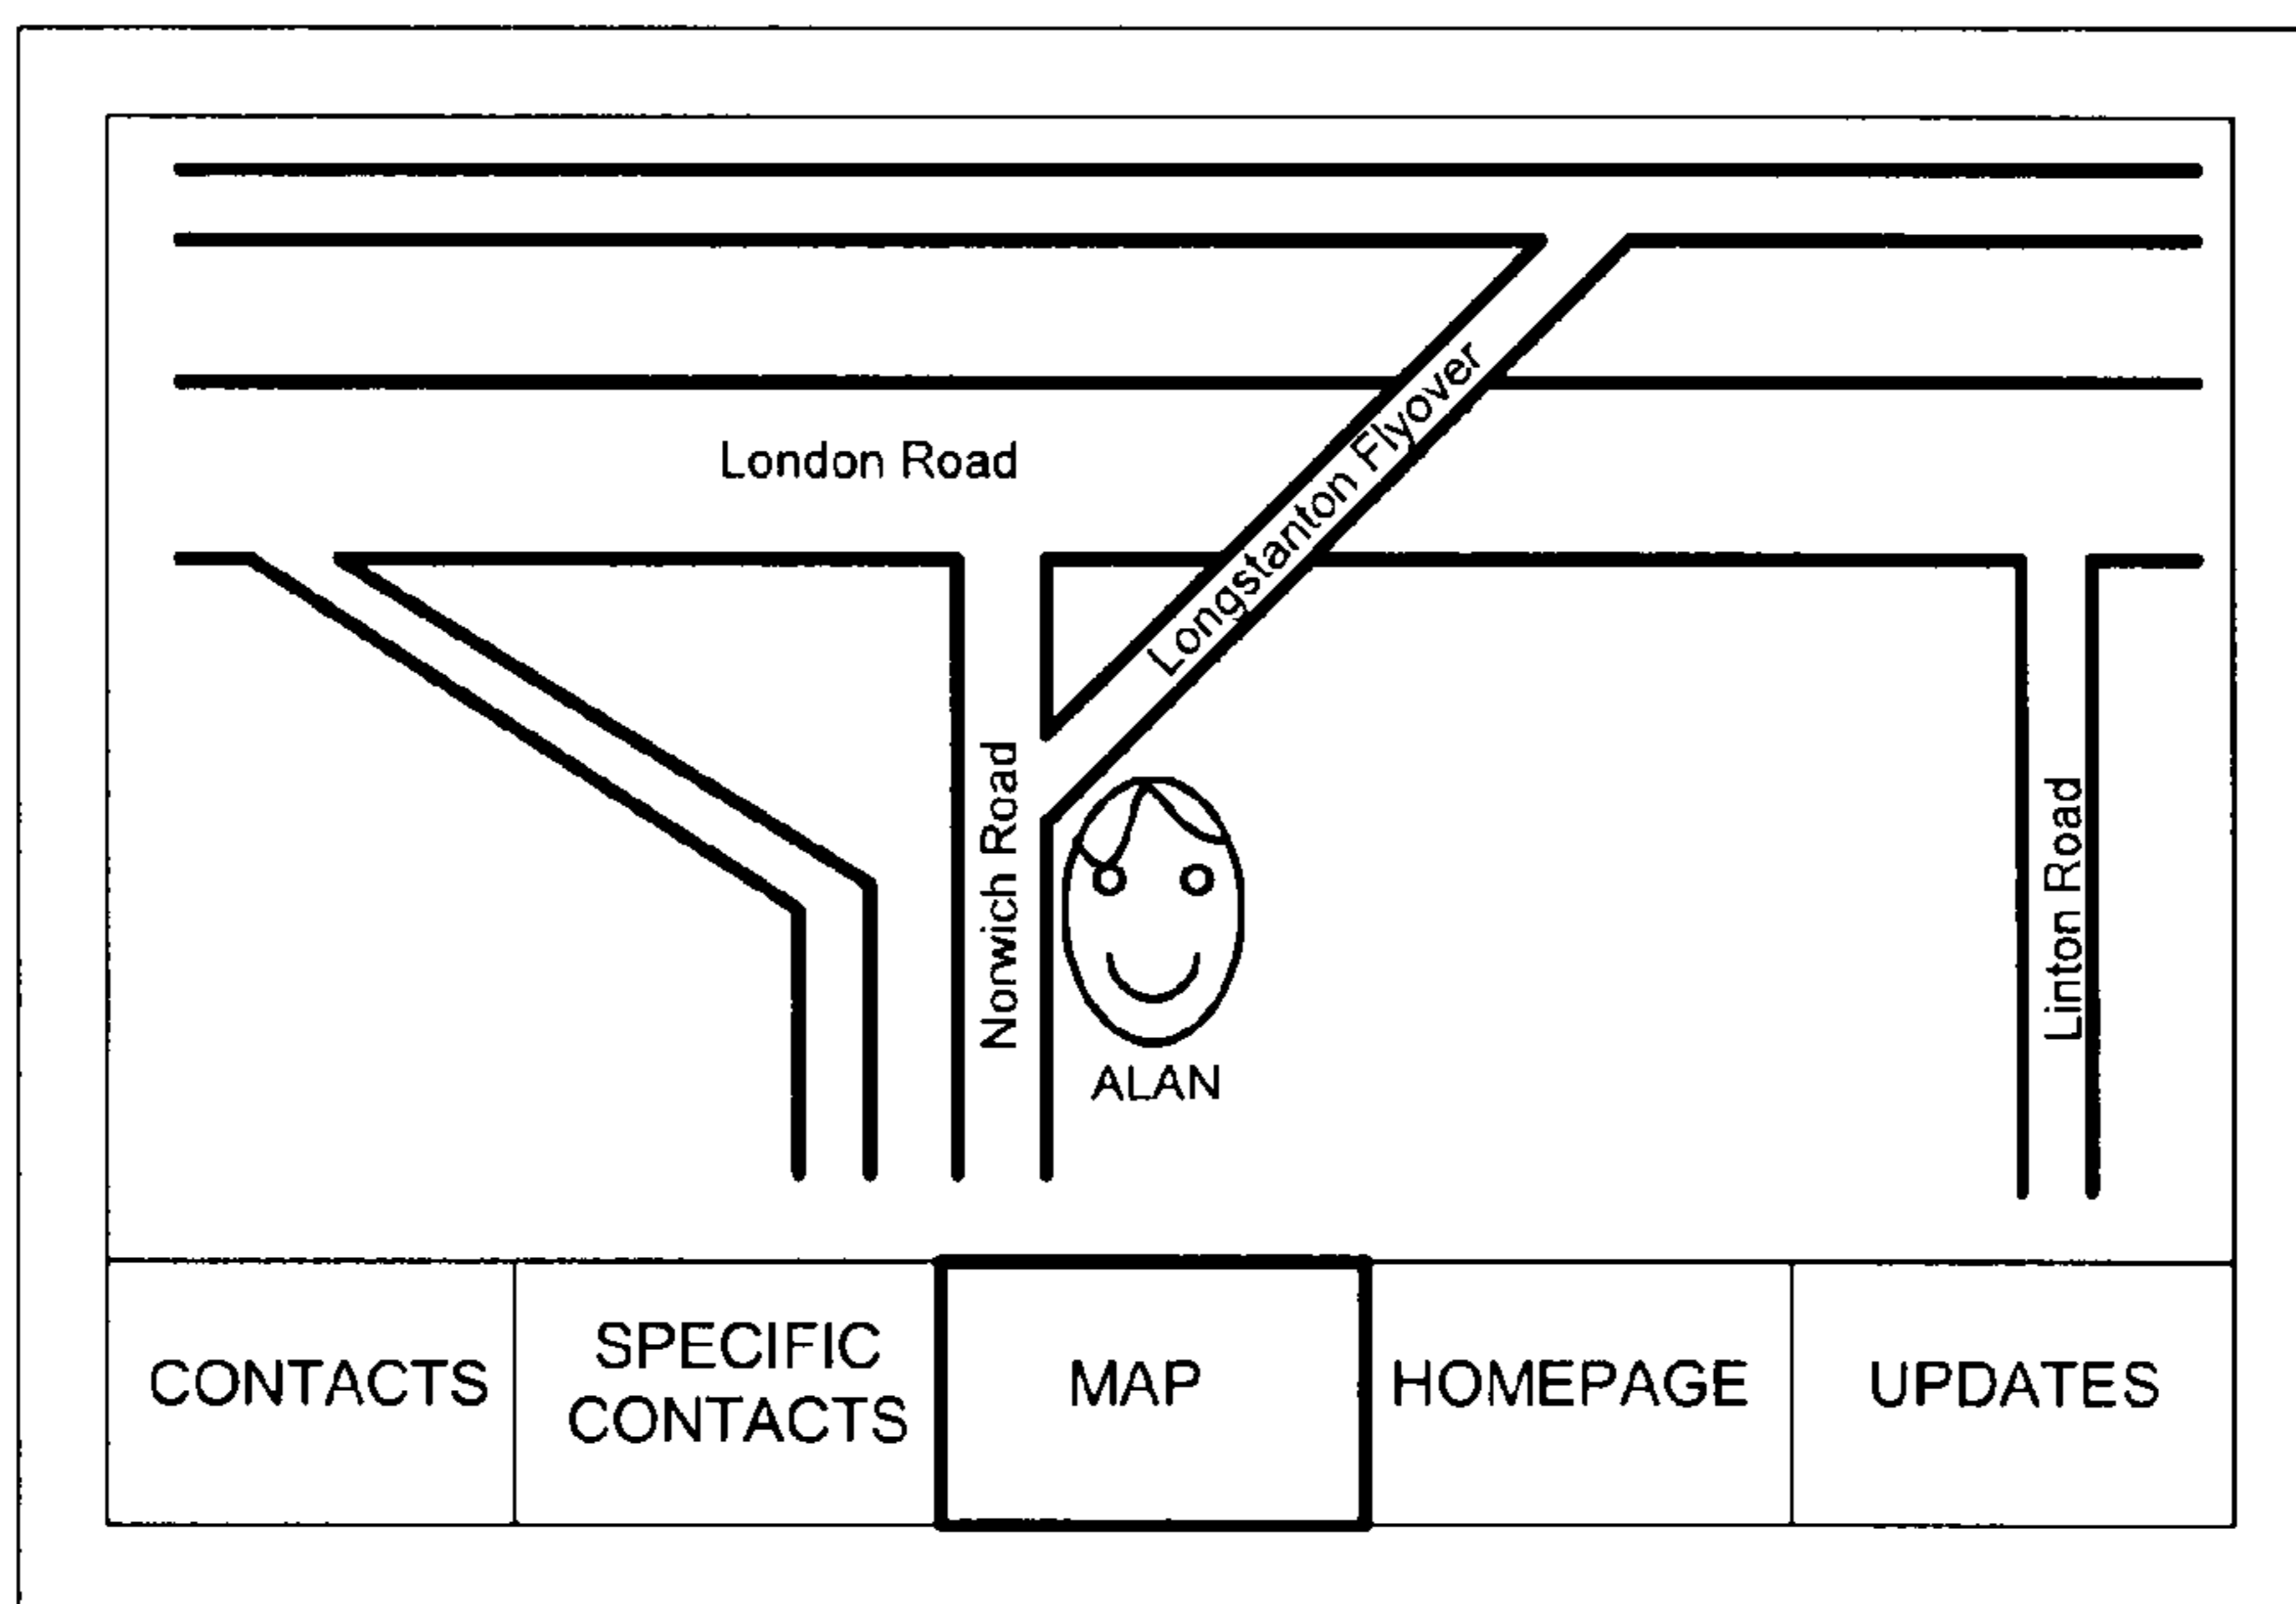 London Road
Longstanton Flyover
Norwich Road
Linton Road
ALAN
CONTACTS
SPECIFIC
CONTACTS
MAP
HOMEPAGE
UPDATES